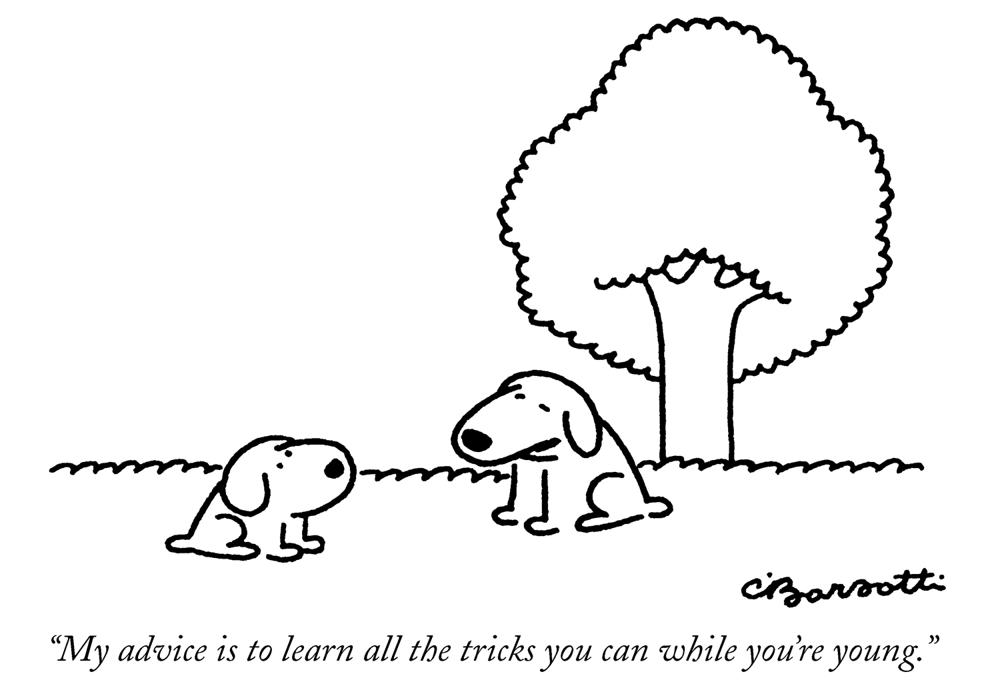 CBarsotti
“My advice is to learn all the tricks you can while you’re young.”